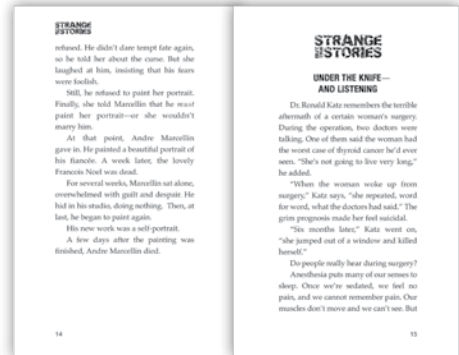 STRANGE
BUT
STORIES
refused. He didn't dare tempt fate again,
so he told her about the curse. But she
laughed at him, insisting that his fears
were foolish.
Still, he refused to paint her portrait.
Finally, she told Marcellin that he must
paint her portrait—or she wouldn't
marry him.
At that point, Andre Marcellin
gave in. He painted a beautiful portrait of
his fiancée. A week later, the lovely
Francois Noel was dead.
For several weeks, Marcellin sat alone,
overwhelmed with guilt and despair. He
hid in his studio, doing nothing. Then, at
last, he began to paint again.
His new work was a self-portrait.
A few days after the painting was
finished, Andre Marcellin died.
14
STRANGE
BUT
STORIES
UNDER THE KNIFE—
AND LISTENING
Dr. Ronald Katz remembers the terrible
aftermath of a certain woman's surgery.
During the operation, two doctors were
talking. One of them said the woman had
the worst case of thyroid cancer he'd ever
seen. “She's not going to live very long,”
he added.
“When the woman woke up from
surgery,” Katz says, “she repeated, word
for word, what the doctors had said.” The
grim prognosis made her feel suicidal.
“Six months later,” Katz went on,
“she jumped out of a window and killed
herself.”
Do people really hear during surgery?
Anesthesia puts many of our senses to
sleep. Once we're sedated, we feel no
pain, and we cannot remember pain. Our
muscles don't move and we can't see. But
15